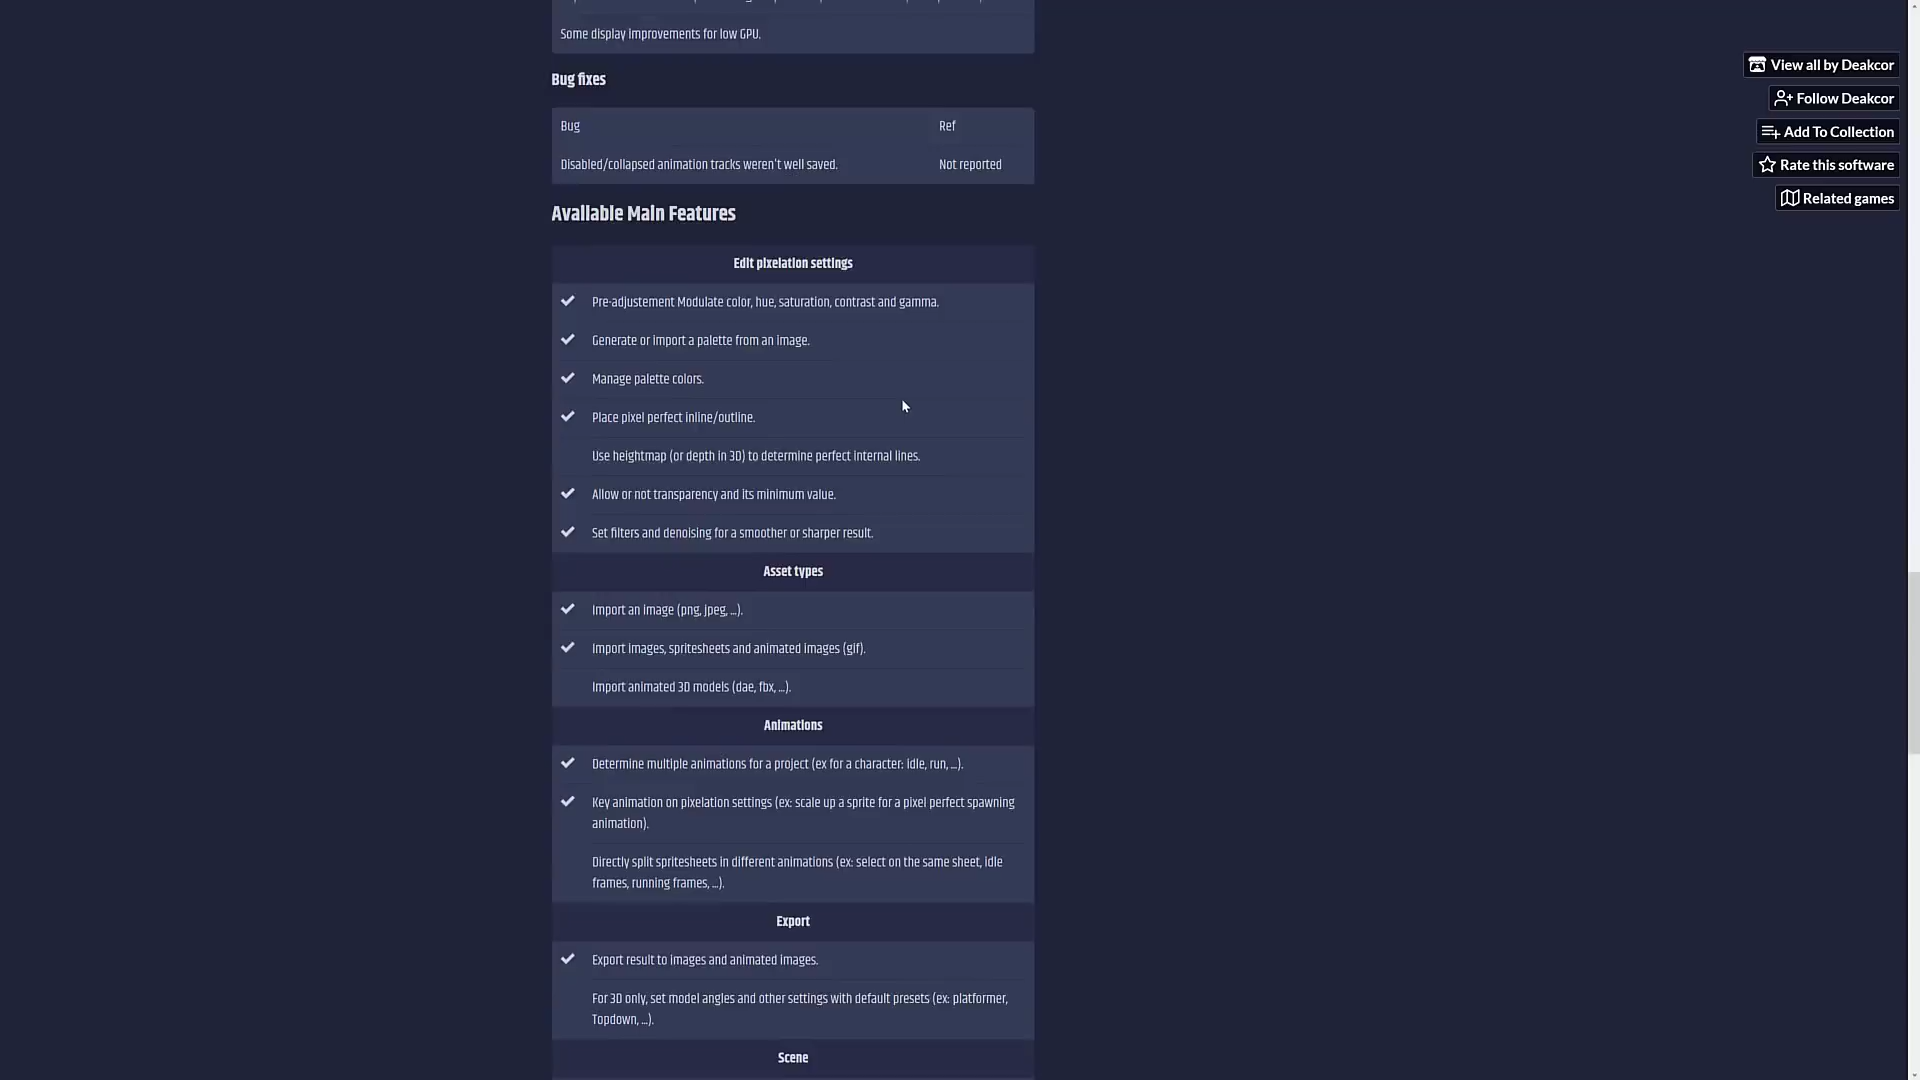 Some display improvements for low GPU.
View all by Deakcor
Bug fixes
Follow Deakcor
Bug Ref
Add To Collection
Disabled/collapsed animation tracks weren't well saved. Not reported
Rate this software
Related games
Available Main Features
Edit pixelation settings
Pre-adjustement Modulate color, hue, saturation, contrast and gamma.
Generate or import a palette from an image.
Manage palette colors.
Place pixel perfect inline/outline.
Use heightmap (or depth in 3D) to determine perfect internal lines.
Allow or not transparency and its minimum value.
Set filters and denoising for a smoother or sharper result.
Asset types
Import an image (png, jpeg, ...).
Import images, spritesheets and animated images (gif).
Import animated 3D models (dae, fbx, ...).
Animations
Determine multiple animations for a project (ex for a character: idle, run, ...).
Key animation on pixelation settings (ex: scale up a sprite for a pixel perfect spawning
animation).
Directly split spritesheets in different animations (ex: select on the same sheet, idle
frames, running frames, ...).
Export
Export result to images and animated images.
For 3D only, set model angles and other settings with default presets (ex: platformer,
Topdown, ...).
Scene